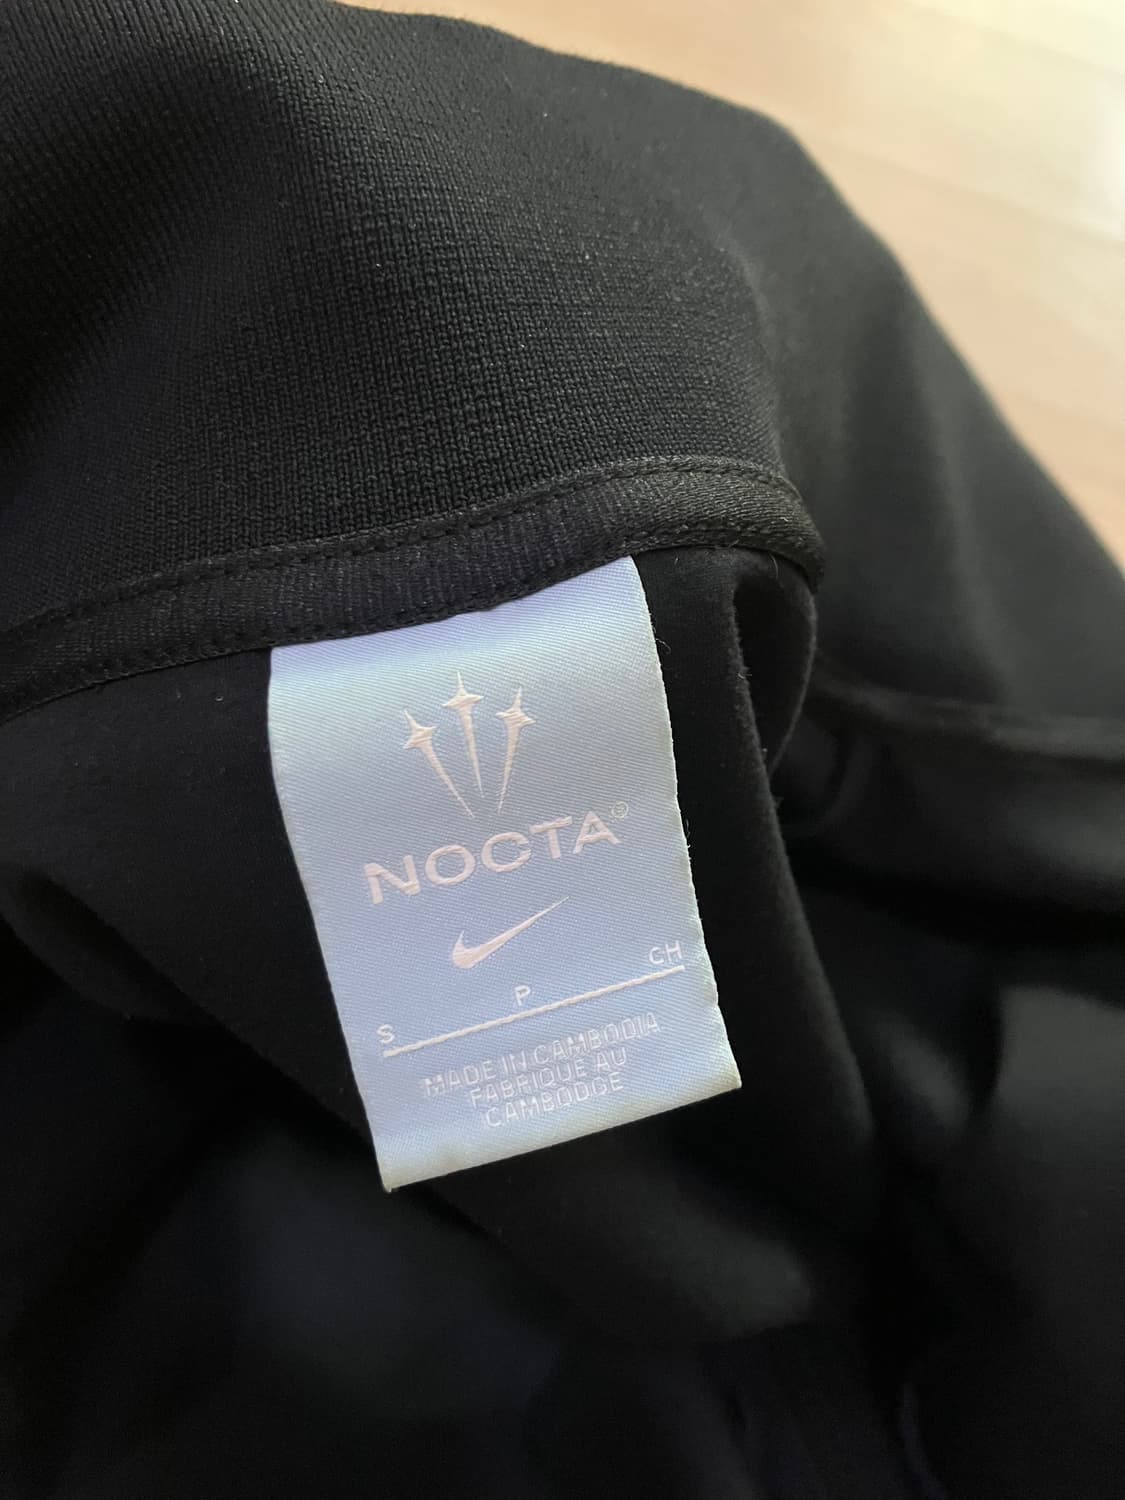 NOCTA®
S P CH
MADE IN CAMBODIA
FABRIQUE AU
CAMBODGE